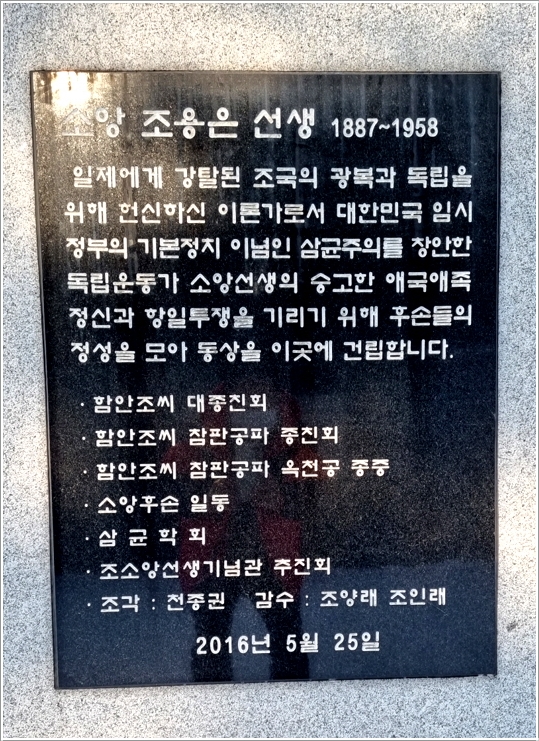 소앙 조용은 선생 1887~1958
일제에게 강탈된 조국의 광복과 독립을
위해 헌신하신 이론가로서 대한민국 임시
정부의 기본정치 이념인 삼균주의를 창안한
독립운동가 소앙선생의 숭고한 애국애족
정신과 항일투쟁을 기리기 위해 후손들의
정성을 모아 동상을 이곳에 건립합니다.
· 함안조씨 대종친회
· 함안조씨 참판공파 종친회
· 함안조씨 참판공파 옥천공 종중
· 소앙후손 일동
· 삼 균 학 회
· 조소앙선생기념관 추진회
· 조각 : 전종권 감수 : 조양래 조인래
2016년 5월 25일